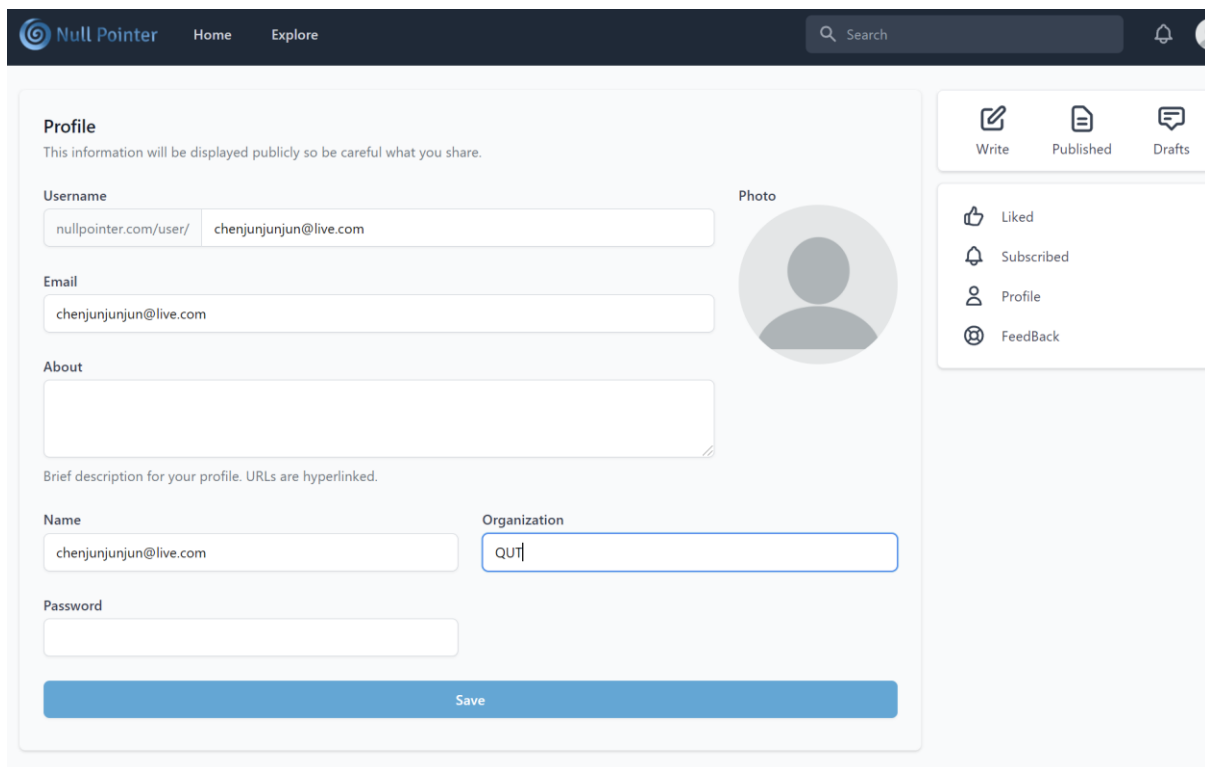 Null Pointer Home Explore Search
Profile
This information will be displayed publicly so be careful what you share.
Username
nullpointer.com/user/ chenjunjunjun@live.com
Photo
Email
chenjunjunjun@live.com
About
Brief description for your profile. URLs are hyperlinked.
Name
chenjunjunjun@live.com
Organization
QUT
Password
Save
Write Published Drafts
Liked
Subscribed
Profile
FeedBack